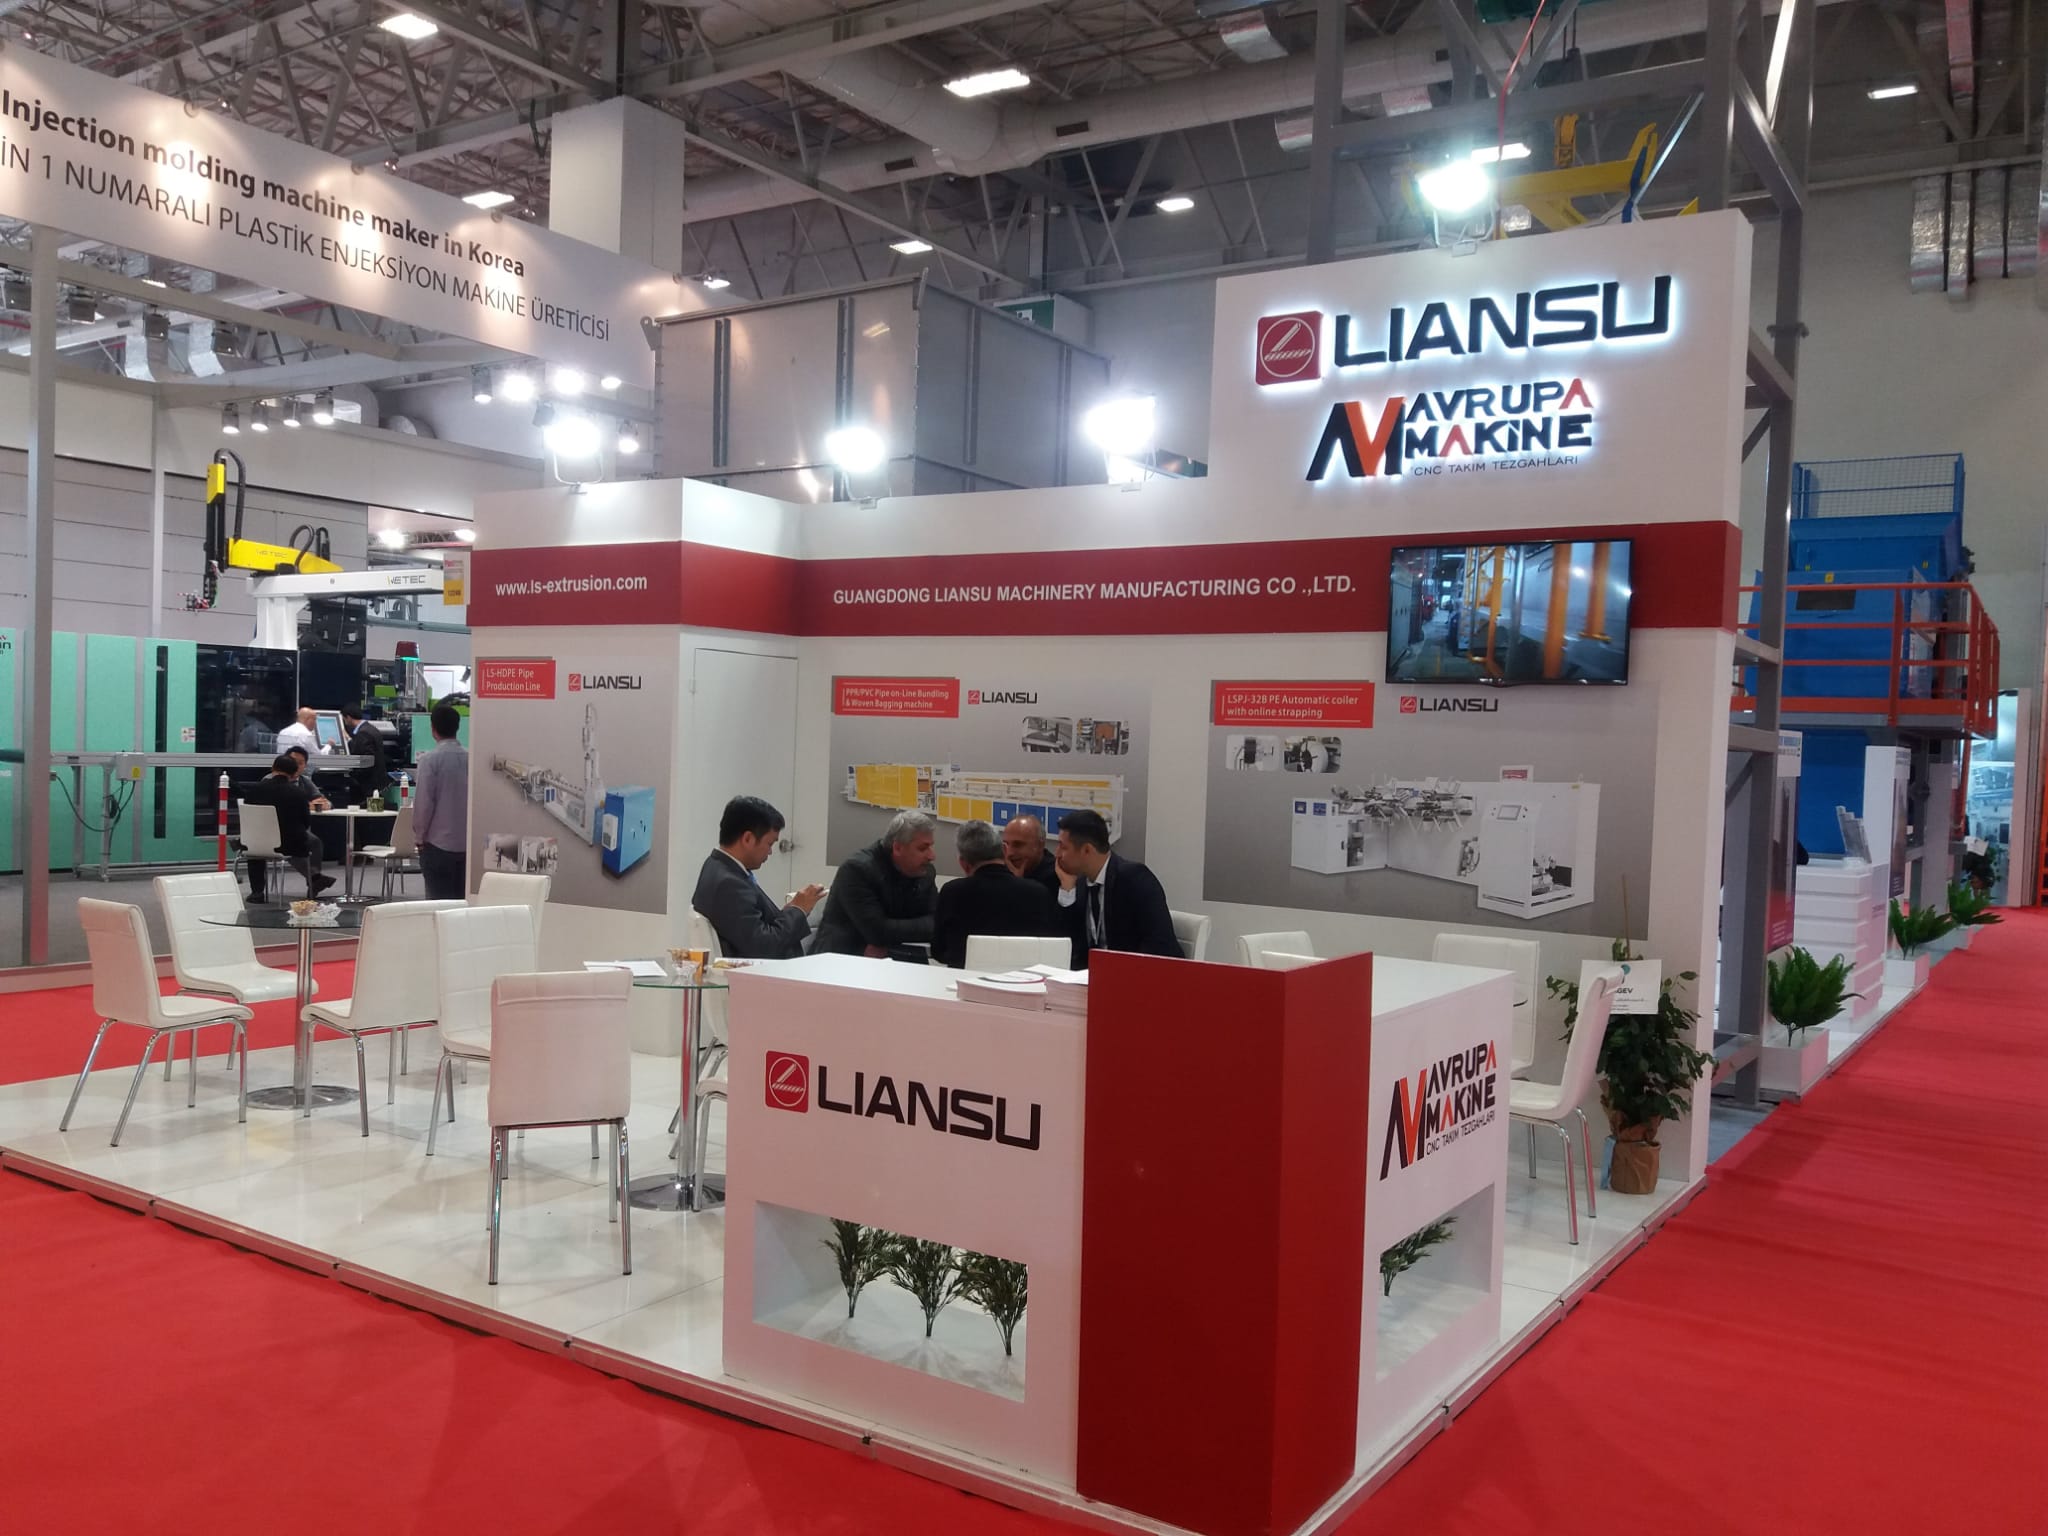 Injection molding machine maker in Korea
İN 1 NUMARALI PLASTİK ENJEKSİYON MAKİNE ÜRETİCİSİ
LIANSU
AVRUPA
MAKİNE
CNC TAKIM TEZGAHLARI
www.ls-extrusion.com
GUANGDONG LIANSU MACHINERY MANUFACTURING CO .,LTD.
WETEC
WETEC
LS-HDPE Pipe
Production Line
LIANSU
PPR/PVC Pipe on-Line Bundling
& Woven Bagging machine
LIANSU
LSPJ-32B PE Automatic coiler
with online strapping
LIANSU
LIANSU
AVRUPA
MAKİNE
CNC TAKIM TEZGAHLARI